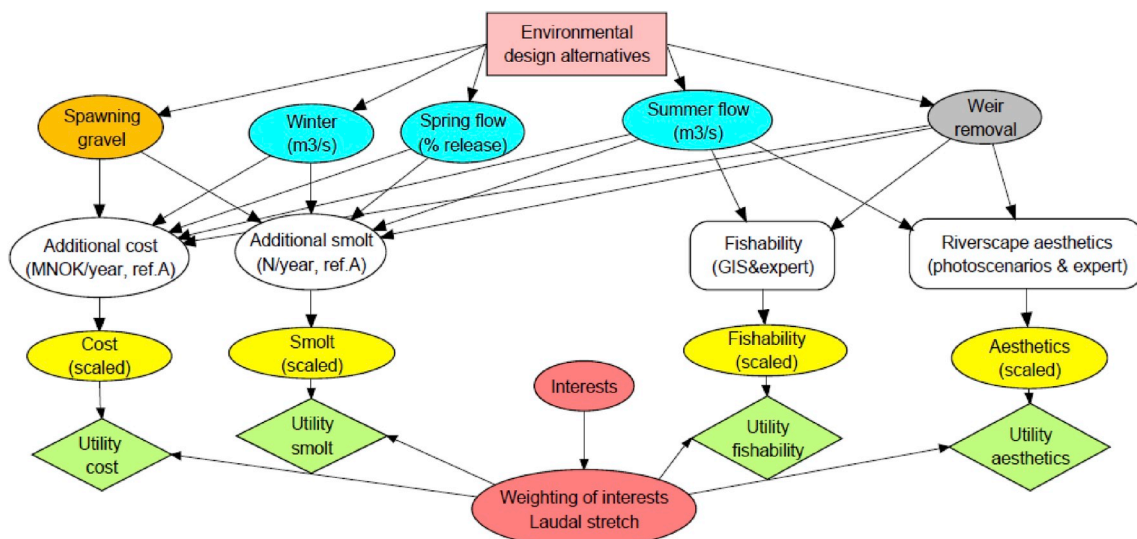 Environmental
design alternatives
Spawning
gravel
Winter
(m3/s)
Spring flow
(% release)
Summer flow
(m3/s)
Weir
removal
Additional cost
(MNOK/year, ref.A)
Additional smolt
(N/year, ref.A)
Fishability
(GIS&expert)
Riverscape aesthetics
(photoscenarios & expert)
Cost
(scaled)
Smolt
(scaled)
Fishability
(scaled)
Aesthetics
(scaled)
Interests
Utility
cost
Utility
smolt
Utility
fishability
Utility
aesthetics
Weighting of interests
Laudal stretch